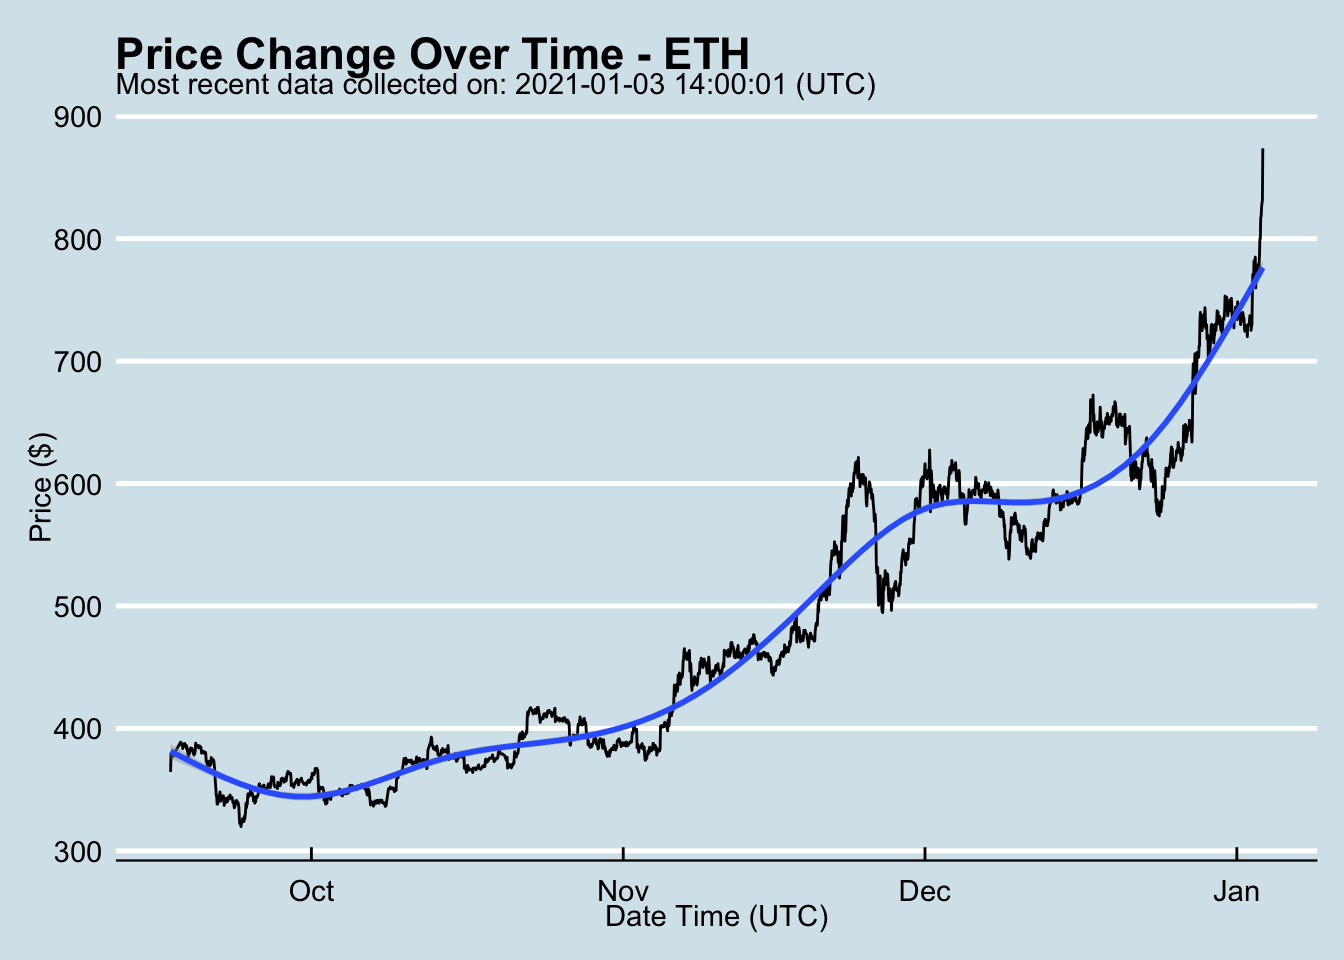 Price Change Over Time - ETH
Most recent data collected on: 2021-01-03 14:00:01 (UTC)
900
800
700
600
500
400
300
Price ($)
Oct Nov Dec Jan
Date Time (UTC)